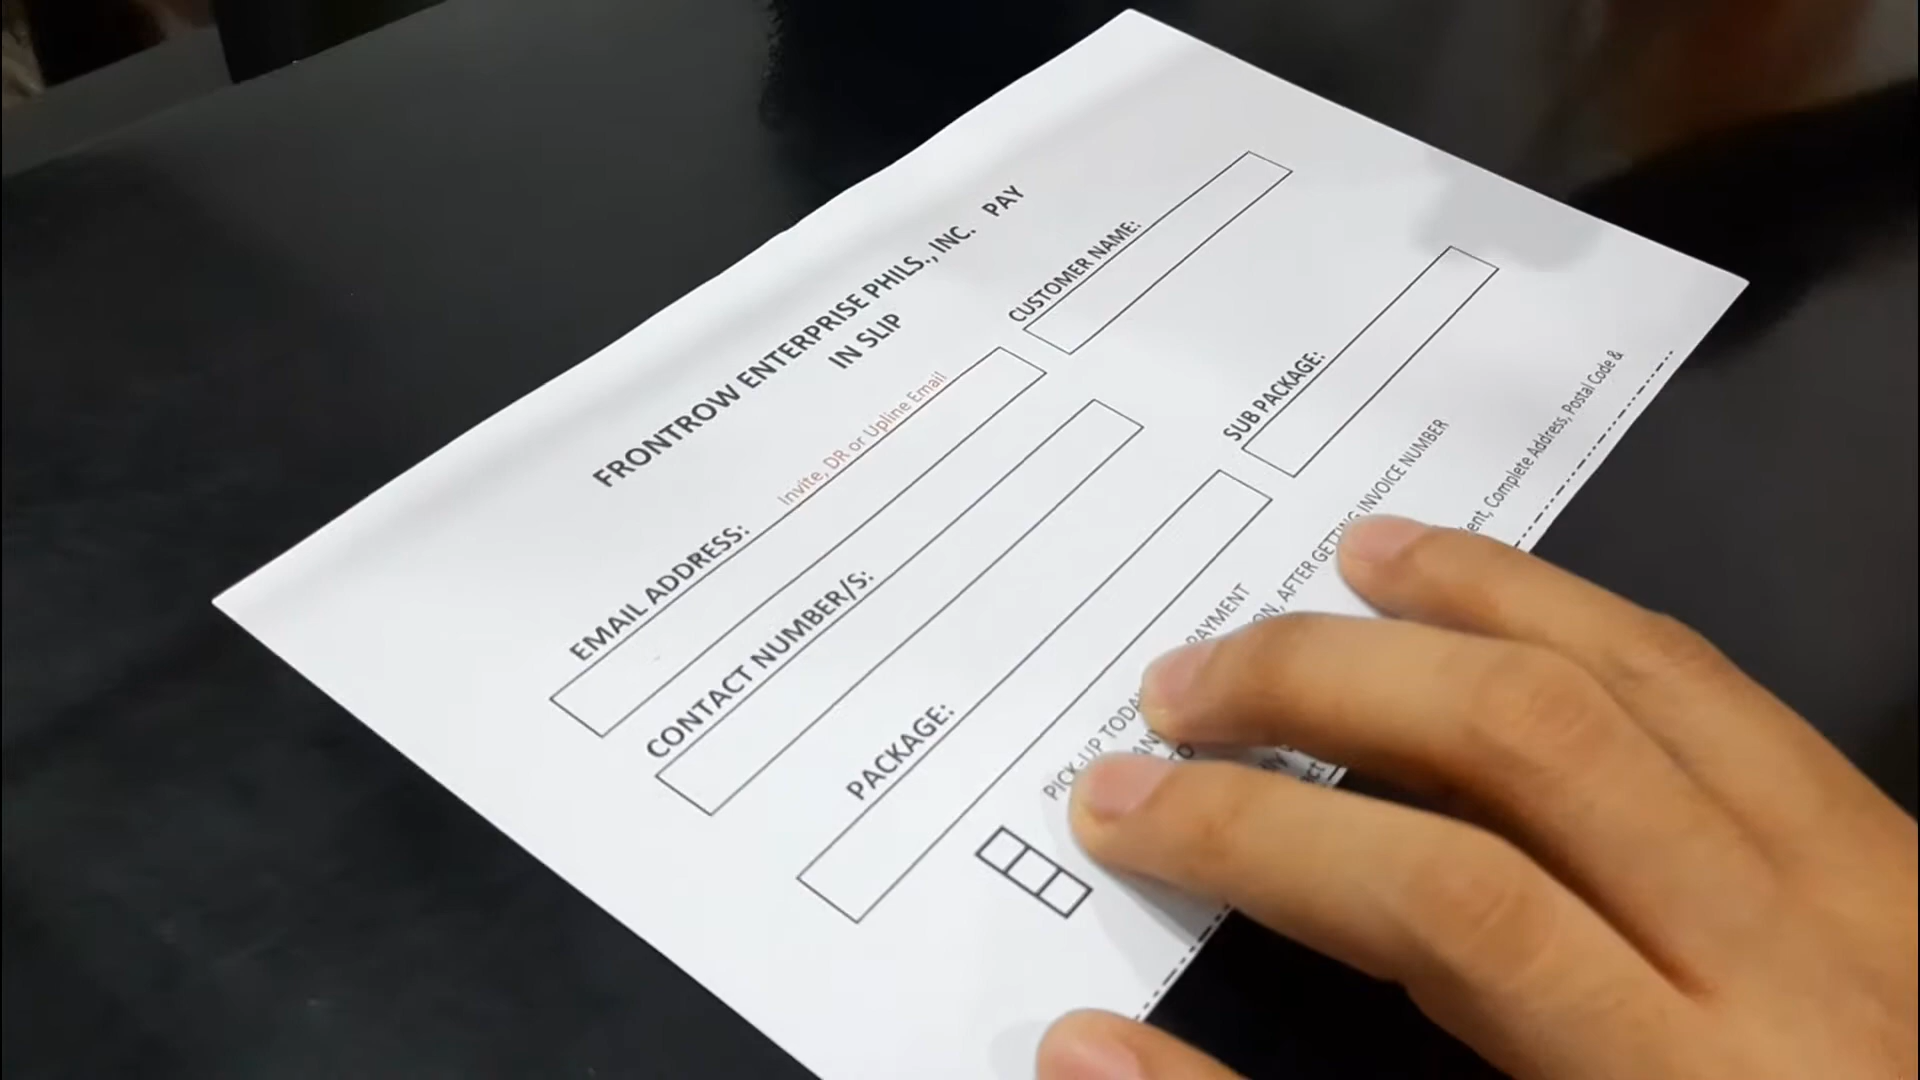 FRONTROW ENTERPRISE PHILS., INC. PAY
IN SLIP
Invite, DR or Upline Email
EMAIL ADDRESS:
CUSTOMER NAME:
CONTACT NUMBER/S:
PACKAGE:
SUB PACKAGE:
PICK-UP TODAY PAYMENT
AFTER GETTING INVOICE NUMBER
Complete Address, Postal Code &